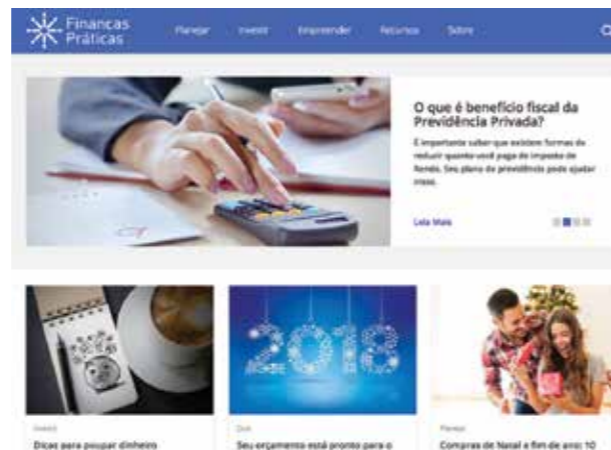 Finanças
Práticas
Planejar Investir Empreender Recursos Sobre
O que é benefício fiscal da
Previdência Privada?
É importante saber que existem formas de
reduzir quanto você paga de imposto de
Renda. Seu plano de previdência pode ajudar
nisso.
Leia Mais
2018
Investir
Quiz
Planejar
Dicas para poupar dinheiro
Seu orçamento está pronto para o
Compras de Natal e fim de ano: 10